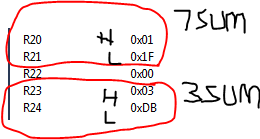 75UM
R20 H 0x01
R21 L 0x1F
R22 0x00
R23 H 0x03
R24 L 0xDB
35UM